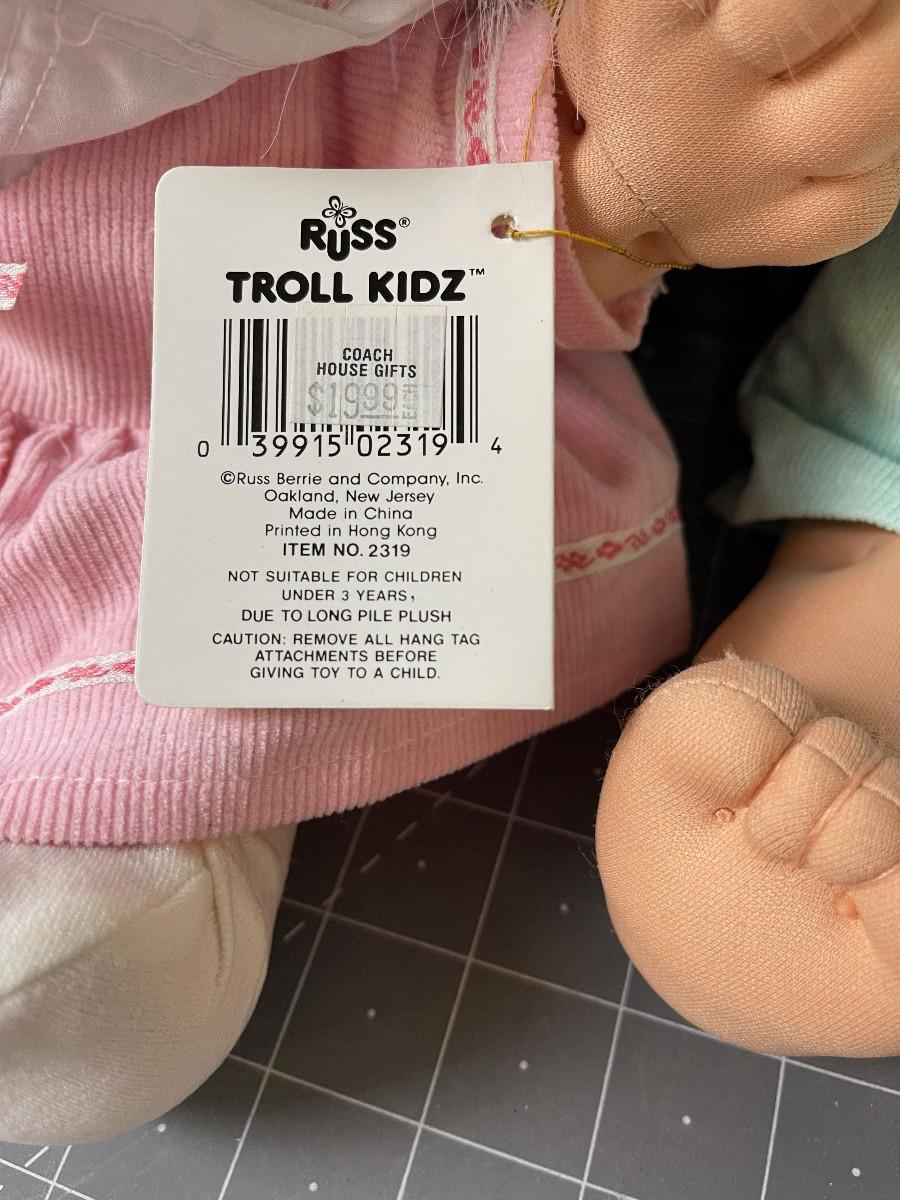 RUSS®
TROLL KIDZ™
COACH
HOUSE GIFTS
$19.99 EACH
0 39915 02319 4
©Russ Berrie and Company, Inc.
Oakland, New Jersey
Made in China
Printed in Hong Kong
ITEM NO. 2319
NOT SUITABLE FOR CHILDREN
UNDER 3 YEARS,
DUE TO LONG PILE PLUSH
CAUTION: REMOVE ALL HANG TAG
ATTACHMENTS BEFORE
GIVING TOY TO A CHILD.